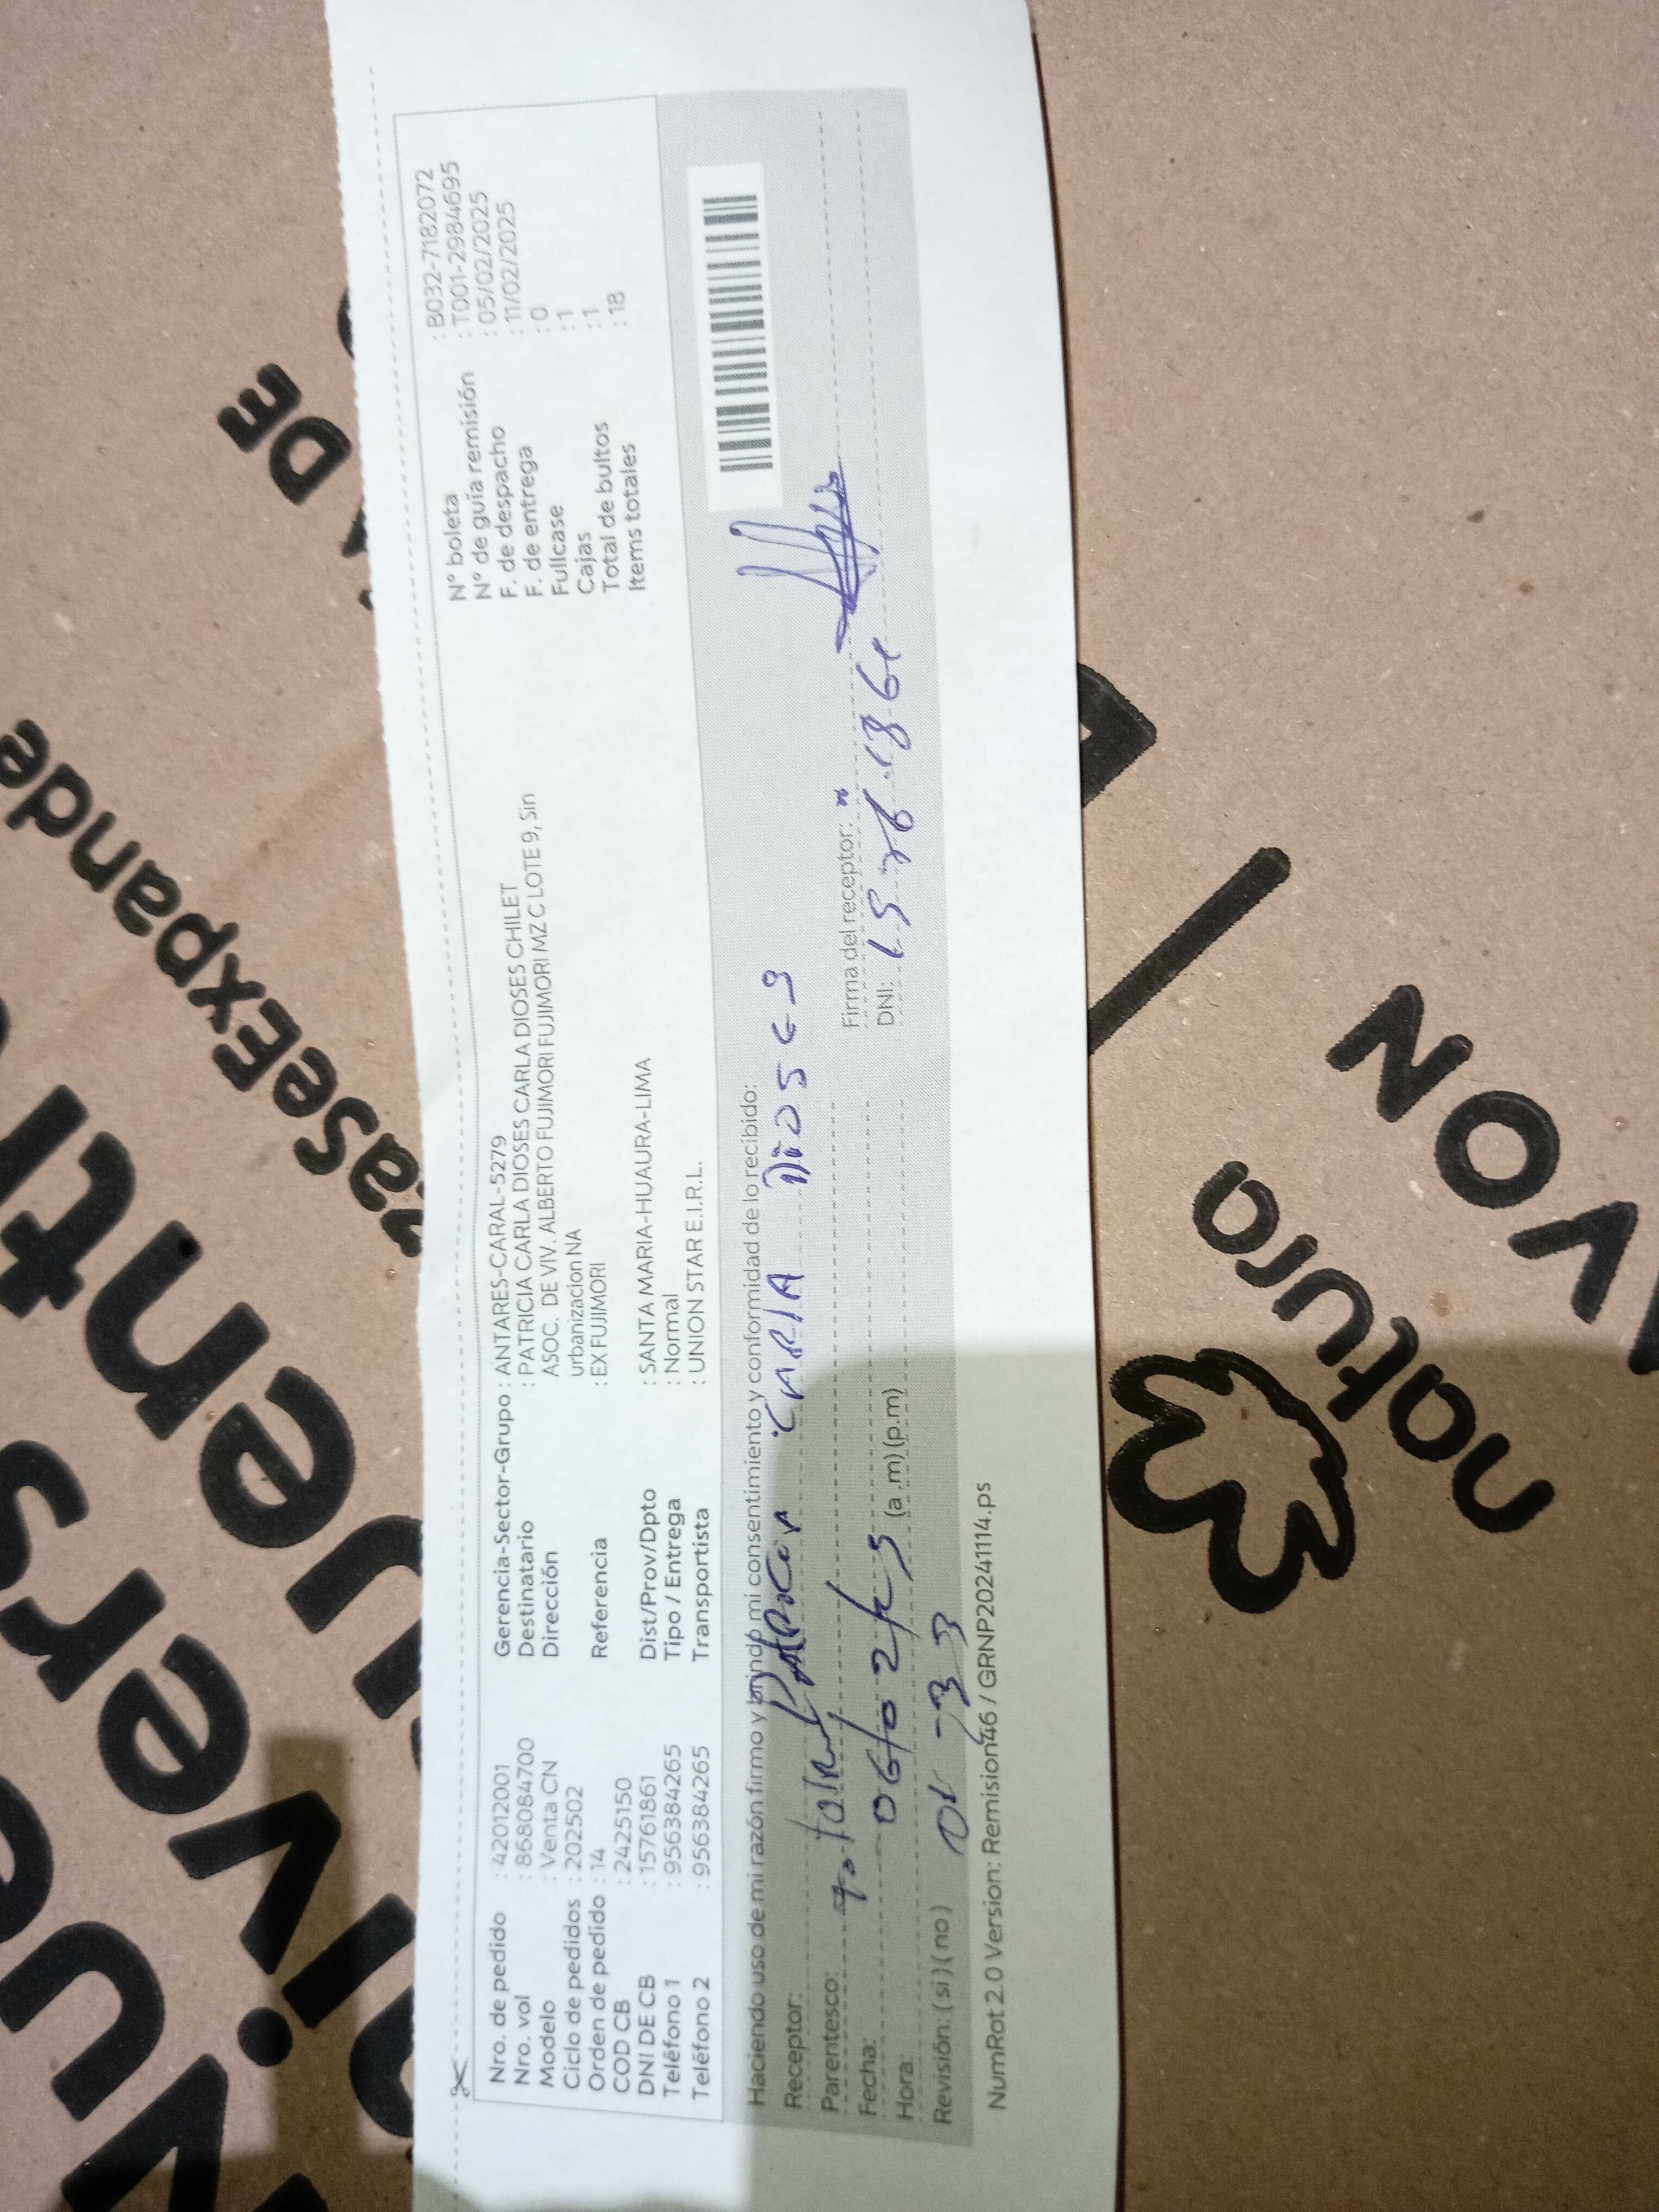 Nro. de pedido : 42012001
Nro. vol : 8680847​00
Modelo : Venta CN
Ciclo de pedidos : 202502
Orden de pedido : 14
COD CB : 2425150
DNI DE CB : 15761861
Teléfono 1 : 956384265
Teléfono 2 : 956384265
Gerencia-Sector-Grupo : ANTARES-CARAL-5279
Destinatario : PATRICIA CARLA DIOSES CARLA DIOSES CHILET
Dirección ASOC. DE VIV. ALBERTO FUJIMORI FUJIMORI MZ C LOTE 9, Sin
urbanizacion NA
Referencia : EX FUJIMORI
Dist/Prov/Dpto : SANTA MARIA-HUAURA-LIMA
Tipo / Entrega : Normal
Transportista : UNION STAR E.I.R.L.
N° boleta : B032-7182072
N° de guía remisión : T001-2984695
F. de despacho : 05/02/2025
F. de entrega : 11/02/2025
Fullcase : 0
Cajas : 1
Total de bultos : 1
Items totales : 18
Haciendo uso de mi razón firmo y brindo mi consentimiento y conformidad de lo recibido:
Receptor: CARLA
Parentesco:
Firma del receptor:
Fecha:
DNI:
Hora: (a.m)(p.m)
Revisión: (si)(no)
NumRot 2.0 Version: Remision46 / GRNP20241114.ps
DE
Expande
natura